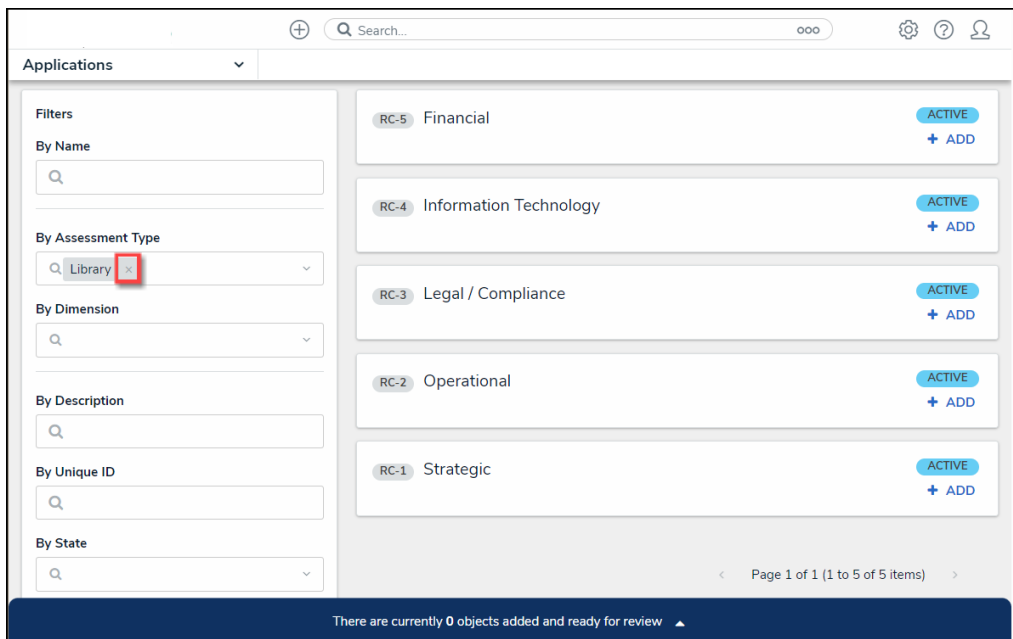 Search...
Applications
Filters
By Name
By Assessment Type
Library ×
By Dimension
By Description
By Unique ID
By State
RC-5 Financial ACTIVE
+ ADD
RC-4 Information Technology ACTIVE
+ ADD
RC-3 Legal / Compliance ACTIVE
+ ADD
RC-2 Operational ACTIVE
+ ADD
RC-1 Strategic ACTIVE
+ ADD
< Page 1 of 1 (1 to 5 of 5 items) >
There are currently 0 objects added and ready for review